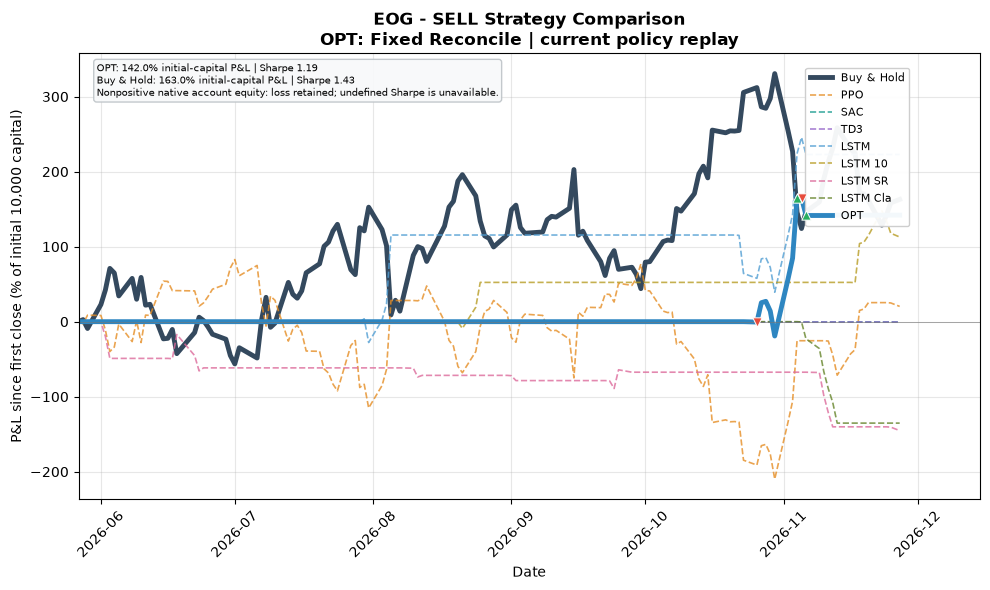 EOG - SELL Strategy Comparison
OPT: Fixed Reconcile | current policy replay
OPT: 142.0% initial-capital P&L | Sharpe 1.19
Buy & Hold: 163.0% initial-capital P&L | Sharpe 1.43
Nonpositive native account equity: loss retained; undefined Sharpe is unavailable.
Buy & Hold
PPO
SAC
TD3
LSTM
LSTM 10
LSTM SR
LSTM Cla
OPT
P&L since first close (% of initial 10,000 capital)
300
200
100
0
−100
−200
2026-06
2026-07
2026-08
2026-09
2026-10
2026-11
2026-12
Date